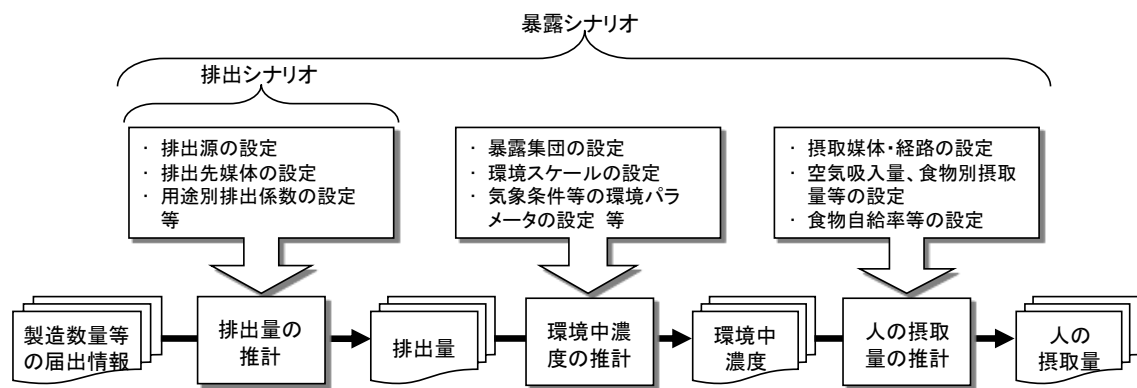 暴露シナリオ
排出シナリオ
· 排出源の設定
· 排出先媒体の設定
· 用途別排出係数の設定
等
· 暴露集団の設定
· 環境スケールの設定
· 気象条件等の環境パラ
メータの設定 等
· 摂取媒体・経路の設定
· 空気吸入量、食物別摂取
量等の設定
· 食物自給率等の設定
製造数量等
の届出情報
排出量の
推計
排出量
環境中濃
度の推計
環境中
濃度
人の摂取
量の推計
人の
摂取量